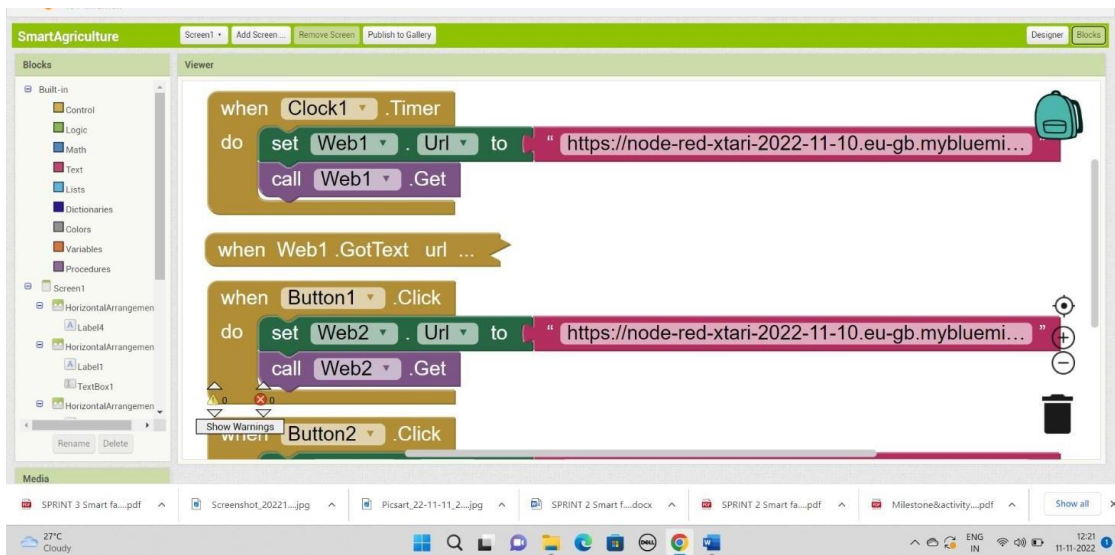 SmartAgriculture
Screen1
Add Screen ...
Remove Screen
Publish to Gallery
Designer
Blocks
Blocks
Viewer
Built-in
Control
Logic
Math
Text
Lists
Dictionaries
Colors
Variables
Procedures
Screen1
HorizontalArrangemen
Label4
HorizontalArrangemen
Label1
TextBox1
HorizontalArrangemen
Rename
Delete
Media
when Clock1 .Timer
do set Web1 . Url to " https://node-red-xtari-2022-11-10.eu-gb.mybluemi... "
call Web1 .Get
when Web1 .GotText url ...
when Button1 .Click
do set Web2 . Url to " https://node-red-xtari-2022-11-10.eu-gb.mybluemi... "
call Web2 .Get
0 0
Show Warnings
when Button2 .Click
SPRINT 3 Smart fa....pdf
Screenshot_20221....jpg
Picsart_22-11-11_2....jpg
SPRINT 2 Smart f....docx
SPRINT 2 Smart fa....pdf
Milestone&activity....pdf
Show all
27°C
Cloudy
DELL
ENG
IN
12:21
11-11-2022